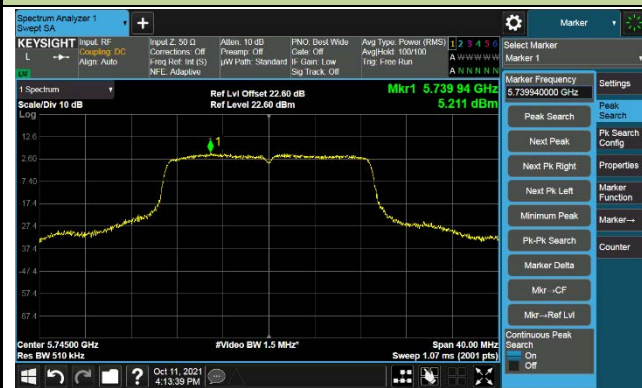 Spectrum Analyzer 1
Swept SA
+
Marker
KEYSIGHT
L
Input: RF
Coupling: DC
Align: Auto
Input Z: 50 Ω
Corrections: Off
Freq Ref: Int (S)
NFE: Adaptive
Atten: 10 dB
Preamp: Off
µW Path: Standard
PNO: Best Wide
Gate: Off
IF Gain: Low
Sig Track: Off
Avg Type: Power (RMS)
Avg|Hold: 100/100
Trig: Free Run
1 2 3 4 5 6
A W W W W W
A N N N N N
Select Marker
Marker 1
1 Spectrum
Scale/Div 10 dB
Log
Ref Lvl Offset 22.60 dB
Ref Level 22.60 dBm
Mkr1 5.739 94 GHz
5.211 dBm
12.6
2.60
-7.40
-17.4
-27.4
-37.4
-47.4
-57.4
-67.4
1
Center 5.74500 GHz
Res BW 510 kHz
#Video BW 1.5 MHz*
Span 40.00 MHz
Sweep 1.07 ms (2001 pts)
Marker Frequency
5.739940000 GHz
Peak Search
Next Peak
Next Pk Right
Next Pk Left
Minimum Peak
Pk-Pk Search
Marker Delta
Mkr→CF
Mkr→Ref Lvl
Continuous Peak
Search
On
Off
Settings
Peak
Search
Pk Search
Config
Properties
Marker
Function
Marker→
Counter
?
Oct 11, 2021
4:13:39 PM